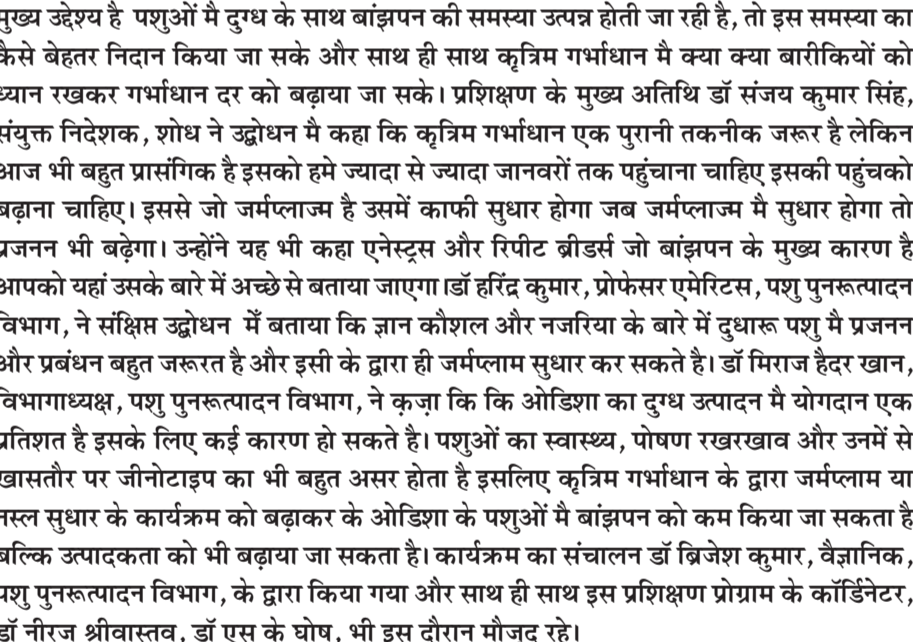 मुख्य उद्देश्य है पशुओं मै दुग्ध के साथ बांझपन की समस्या उत्पन्न होती जा रही है, तो इस समस्या का
कैसे बेहतर निदान किया जा सके और साथ ही साथ कृत्रिम गर्भाधान मै क्या क्या बारीकियों को
ध्यान रखकर गर्भाधान दर को बढ़ाया जा सके। प्रशिक्षण के मुख्य अतिथि डॉ संजय कुमार सिंह,
संयुक्त निदेशक, शोध ने उद्बोधन मै कहा कि कृत्रिम गर्भाधान एक पुरानी तकनीक जरूर है लेकिन
आज भी बहुत प्रासंगिक है इसको हमे ज्यादा से ज्यादा जानवरों तक पहुंचाना चाहिए इसकी पहुंचको
बढ़ाना चाहिए। इससे जो जर्मप्लाज्म है उसमें काफी सुधार होगा जब जर्मप्लाज्म मै सुधार होगा तो
प्रजनन भी बढ़ेगा। उन्होंने यह भी कहा एनेस्ट्रस और रिपीट ब्रीडर्स जो बांझपन के मुख्य कारण है
आपको यहां उसके बारे में अच्छे से बताया जाएगा।डॉ हरिंद्र कुमार, प्रोफेसर एमेरिटस, पशु पुनरूत्पादन
विभाग, ने संक्षिप्त उद्बोधन मेँ बताया कि ज्ञान कौशल और नजरिया के बारे में दुधारू पशु मै प्रजनन
और प्रबंधन बहुत जरूरत है और इसी के द्वारा ही जर्मप्लाम सुधार कर सकते है। डॉ मिराज हैदर खान,
विभागाध्यक्ष, पशु पुनरूत्पादन विभाग, ने क़ज़ा कि कि ओडिशा का दुग्ध उत्पादन मै योगदान एक
प्रतिशत है इसके लिए कई कारण हो सकते है। पशुओं का स्वास्थ्य, पोषण रखरखाव और उनमें से
खासतौर पर जीनोटाइप का भी बहुत असर होता है इसलिए कृत्रिम गर्भाधान के द्वारा जर्मप्लाम या
नस्ल सुधार के कार्यक्रम को बढ़ाकर के ओडिशा के पशुओं मै बांझपन को कम किया जा सकता है
बल्कि उत्पादकता को भी बढ़ाया जा सकता है। कार्यक्रम का संचालन डॉ ब्रिजेश कुमार, वैज्ञानिक,
पशु पुनरूत्पादन विभाग, के द्वारा किया गया और साथ ही साथ इस प्रशिक्षण प्रोग्राम के कॉर्डिनेटर,
डॉ नीरज श्रीवास्तव, डॉ एस के घोष, भी इस दौरान मौजूद रहे।